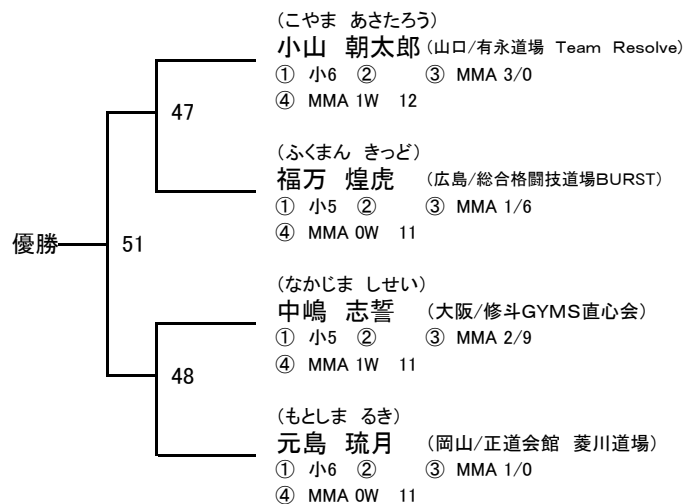 (こやま あさたろう)
小山 朝太郎 (山口/有永道場 Team Resolve)
① 小6 ② ③ MMA 3/0
④ MMA 1W 12
47
(ふくまん きっど)
福万 煌虎 (広島/総合格闘技道場BURST)
① 小5 ② ③ MMA 1/6
④ MMA 0W 11
優勝
51
(なかじま しせい)
中嶋 志誓 (大阪/修斗GYMS直心会)
① 小5 ② ③ MMA 2/9
④ MMA 1W 11
48
(もとしま るき)
元島 琉月 (岡山/正道会館 菱川道場)
① 小6 ② ③ MMA 1/0
④ MMA 0W 11